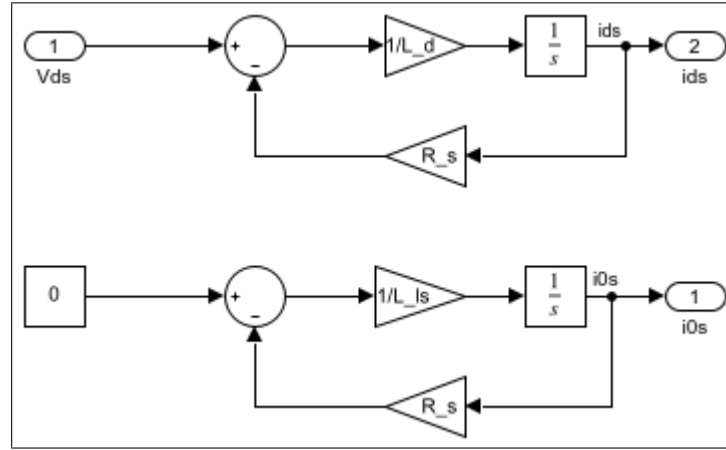 ids
1
+
1/L_d
1
s
2
Vds
−
ids
R_s
i0s
0
+
1/L_ls
1
s
1
−
i0s
R_s